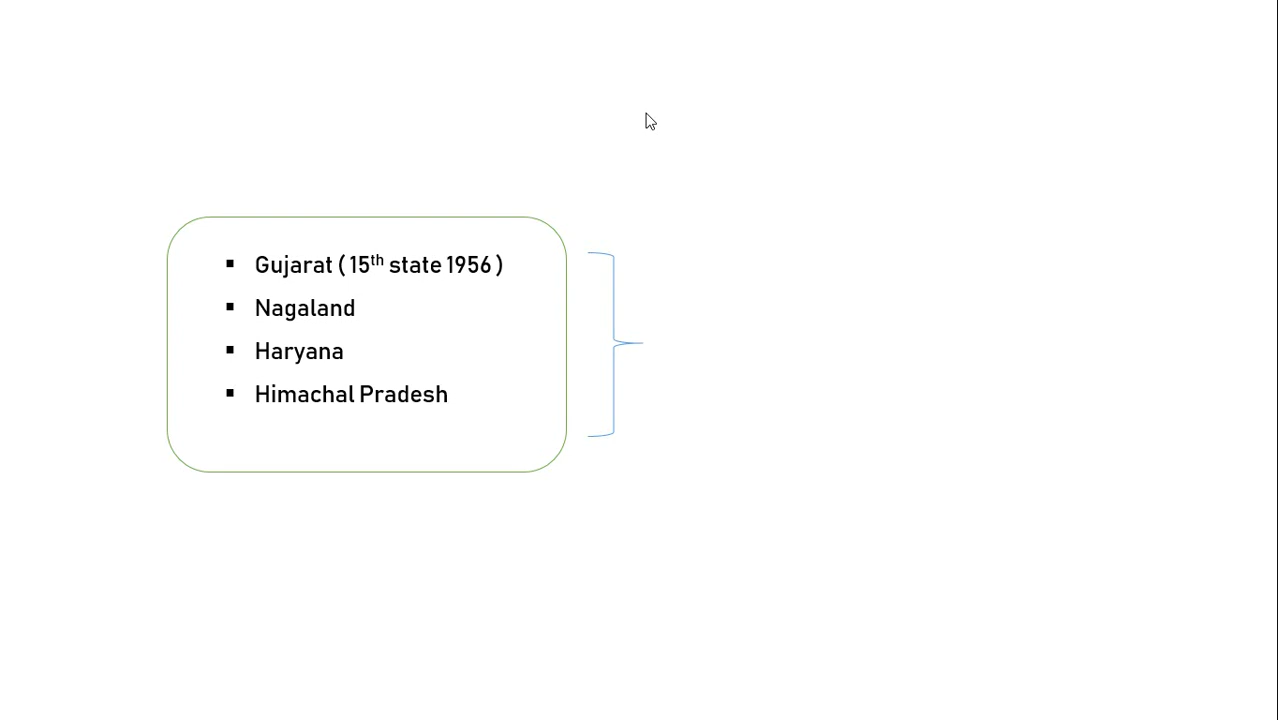 ▪ Gujarat ( 15th state 1956 )
▪ Nagaland
▪ Haryana
▪ Himachal Pradesh